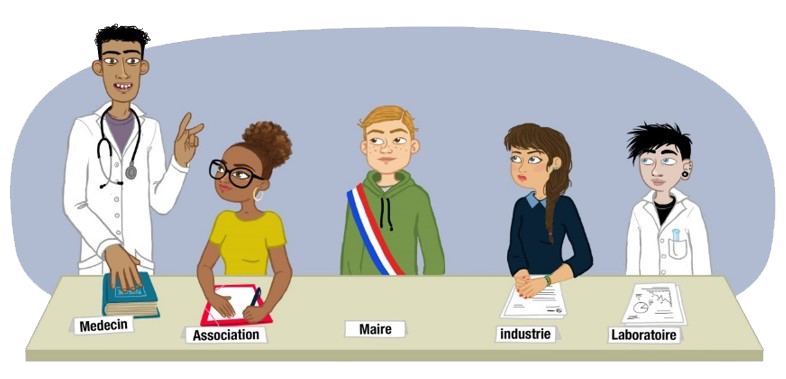 Medecin
Association
Maire
industrie
Laboratoire